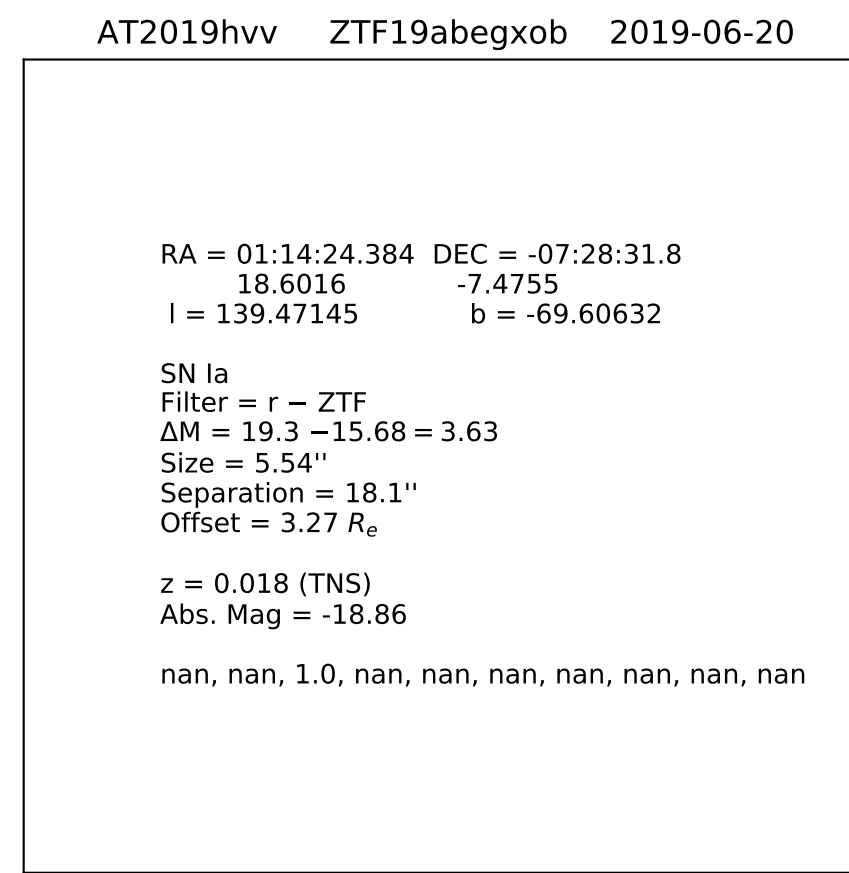 AT2019hvv ZTF19abegxob 2019-06-20
RA = 01:14:24.384 DEC = -07:28:31.8
18.6016 -7.4755
l = 139.47145 b = -69.60632
SN Ia
Filter = r − ZTF
ΔM = 19.3 −15.68 = 3.63
Size = 5.54''
Separation = 18.1''
Offset = 3.27 Rₑ
z = 0.018 (TNS)
Abs. Mag = -18.86
nan, nan, 1.0, nan, nan, nan, nan, nan, nan, nan